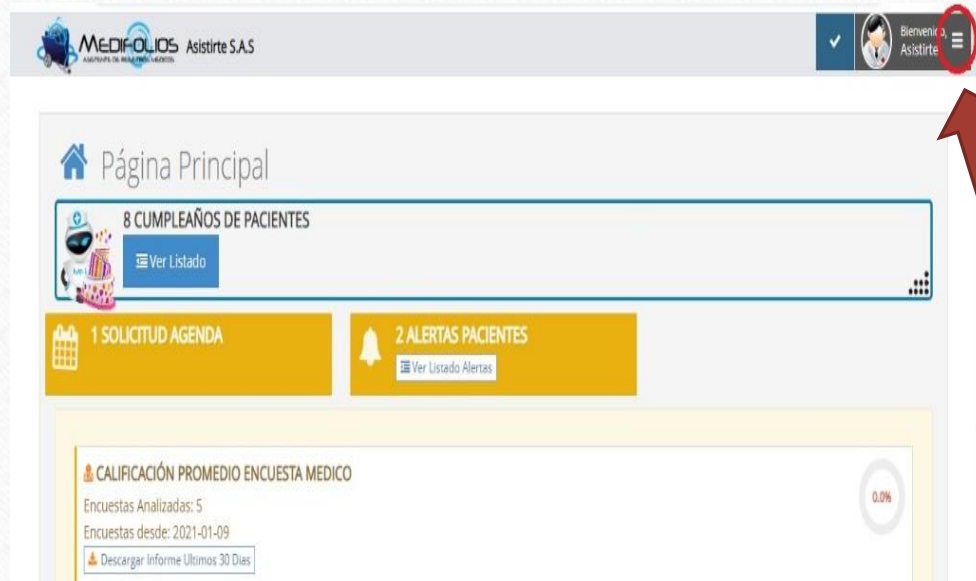 MEDIFOLIOS Asistirte S.A.S
Bienvenido,
Asistirte
Página Principal
8 CUMPLEAÑOS DE PACIENTES
Ver Listado
1 SOLICITUD AGENDA
2 ALERTAS PACIENTES
Ver Listado Alertas
CALIFICACIÓN PROMEDIO ENCUESTA MEDICO
0.0%
Encuestas Analizadas: 5
Encuestas desde: 2021-01-09
Descargar Informe Ultimos 30 Dias